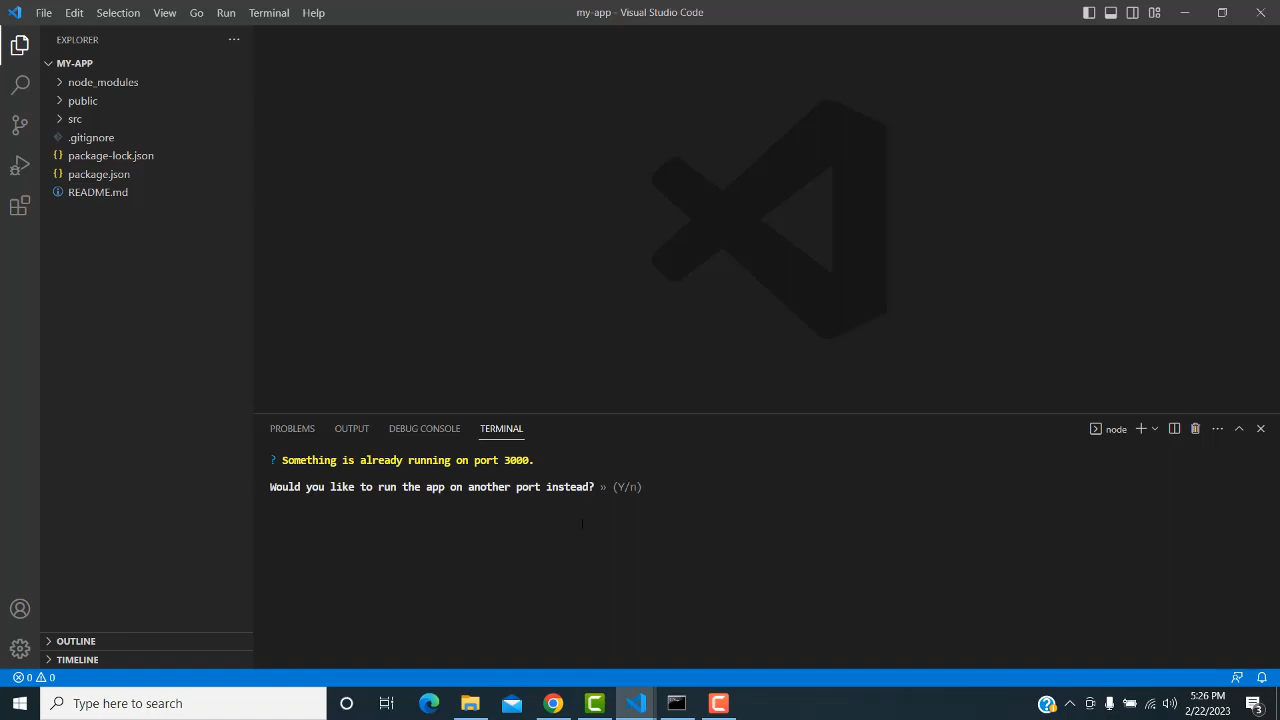 File Edit Selection View Go Run Terminal Help
my-app - Visual Studio Code
EXPLORER
MY-APP
node_modules
public
src
.gitignore
{} package-lock.json
{} package.json
README.md
PROBLEMS OUTPUT DEBUG CONSOLE TERMINAL
node
? Something is already running on port 3000.
Would you like to run the app on another port instead? » (Y/n)
OUTLINE
TIMELINE
0 0
Type here to search
5:26 PM
2/22/2023
3